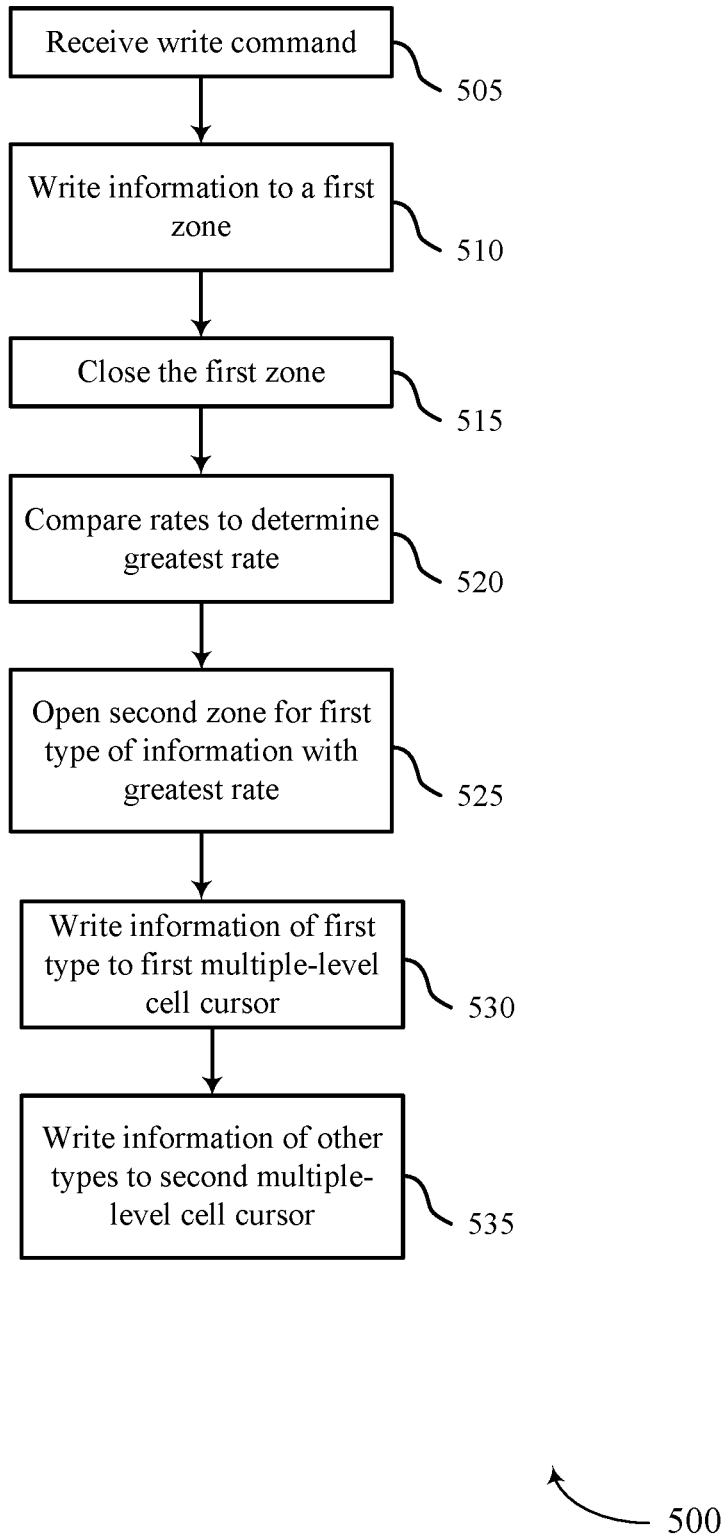 Receive write command
505
Write information to a first
zone
510
Close the first zone
515
Compare rates to determine
greatest rate
520
Open second zone for first
type of information with
greatest rate
525
Write information of first
type to first multiple-level
cell cursor
530
Write information of other
types to second multiple-
level cell cursor
535
500